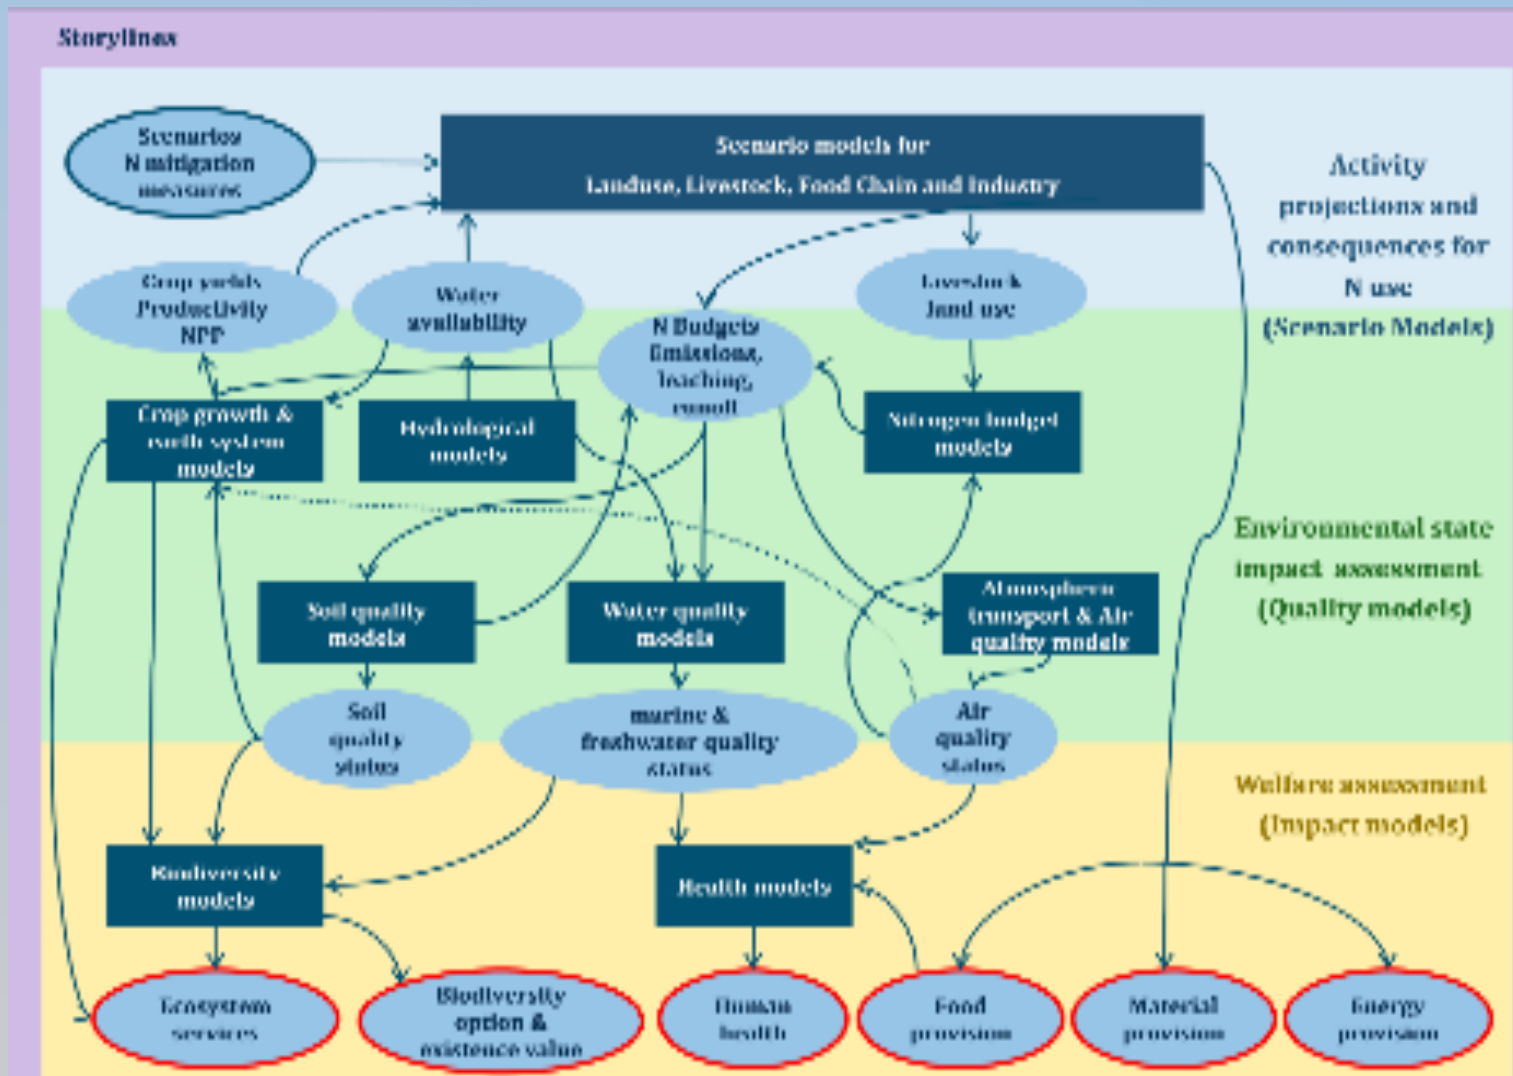 Storylines
Scenarios
N mitigation
measures
Scenario models for
Landuse, Livestock, Food Chain and Industry
Activity
projections and
consequences for
N use
(Scenario Models)
Crop yields
Productivity
NPP
Water
availability
Livestock
land use
N Budgets
Emissions,
leaching,
runoff
Crop growth &
earth system
models
Hydrological
models
Nitrogen budget
models
Environmental state
impact assessment
(Quality models)
Soil quality
models
Water quality
models
Atmospheric
transport & Air
quality models
Soil
quality
status
marine &
freshwater quality
status
Air
quality
status
Welfare assessment
(Impact models)
Biodiversity
models
Health models
Ecosystem
services
Biodiversity
option &
existence value
Human
health
Food
provision
Material
provision
Energy
provision